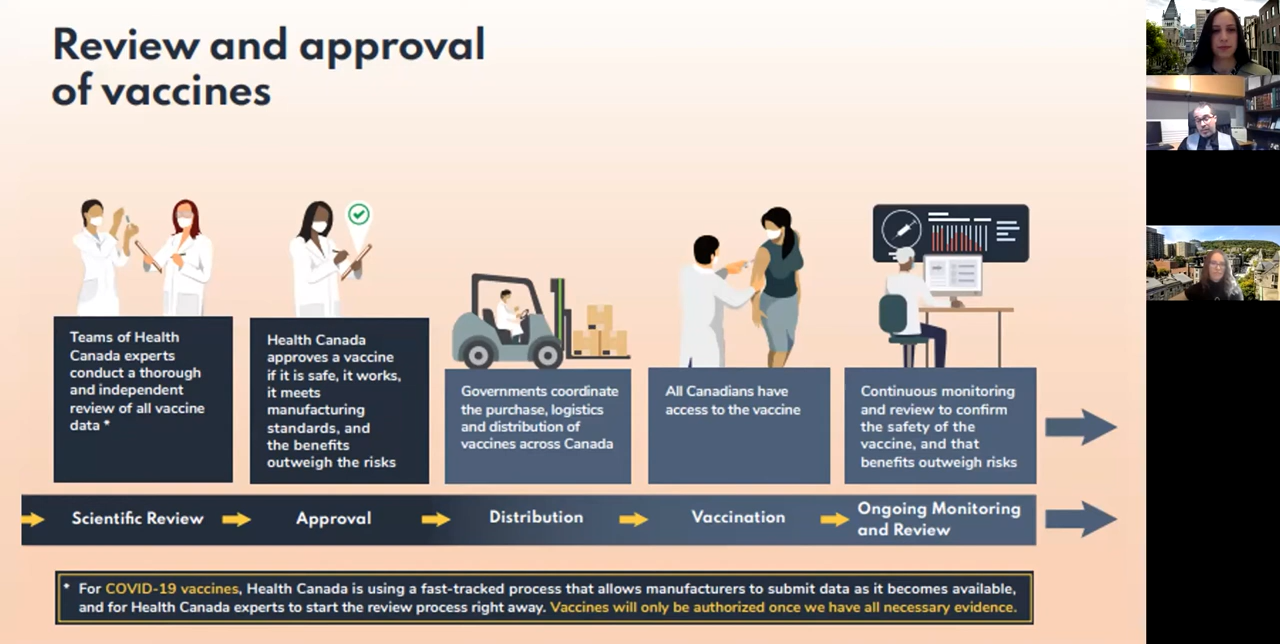 Review and approval
of vaccines
Teams of Health
Canada experts
conduct a thorough
and independent
review of all vaccine
data *
Health Canada
approves a vaccine
if it is safe, it works,
it meets
manufacturing
standards, and
the benefits
outweigh the risks
Governments coordinate
the purchase, logistics
and distribution of
vaccines across Canada
All Canadians have
access to the vaccine
Continuous monitoring
and review to confirm
the safety of the
vaccine, and that
benefits outweigh risks
Scientific Review
Approval
Distribution
Vaccination
Ongoing Monitoring
and Review
* For COVID-19 vaccines, Health Canada is using a fast-tracked process that allows manufacturers to submit data as it becomes available,
and for Health Canada experts to start the review process right away. Vaccines will only be authorized once we have all necessary evidence.